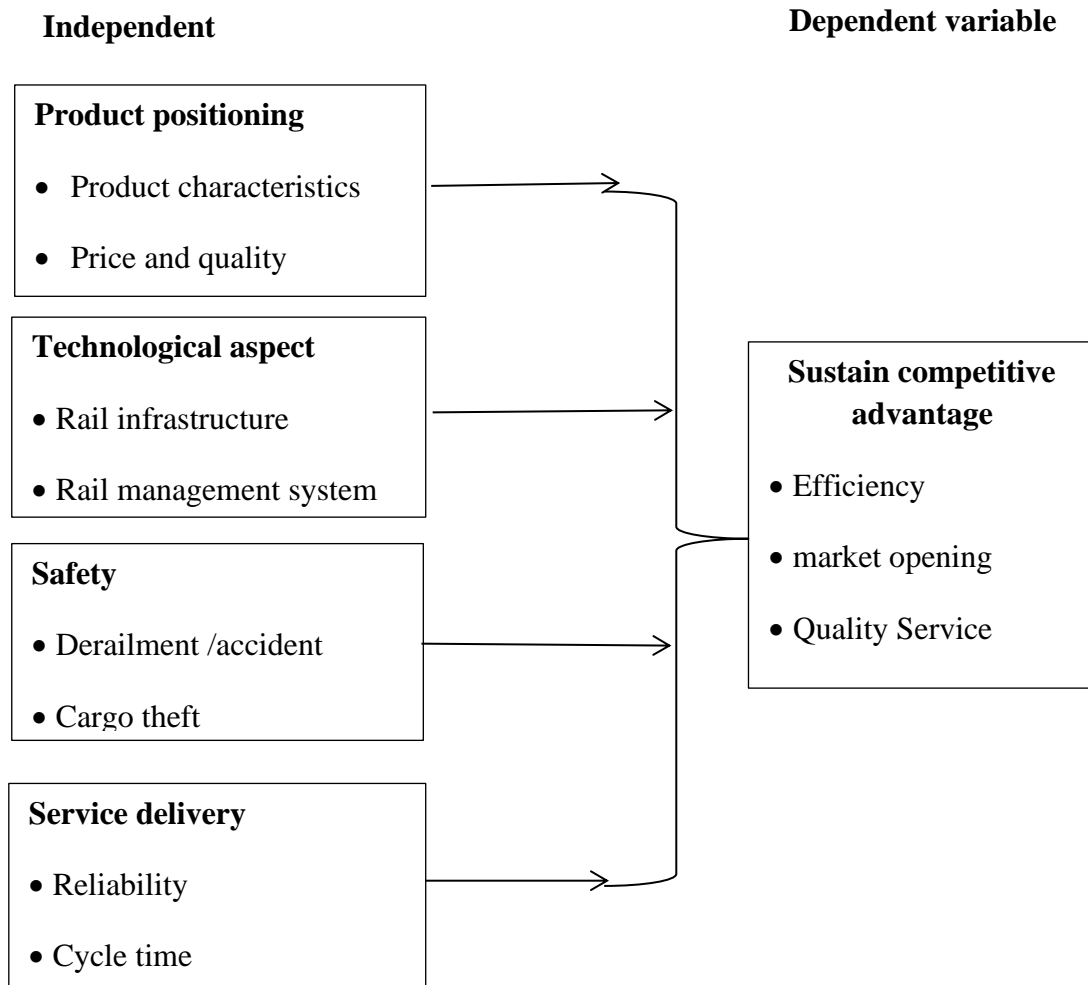 Independent
Dependent variable
Product positioning
• Product characteristics
• Price and quality
Technological aspect
• Rail infrastructure
• Rail management system
Safety
• Derailment /accident
• Cargo theft
Service delivery
• Reliability
• Cycle time
Sustain competitive
advantage
• Efficiency
• market opening
• Quality Service